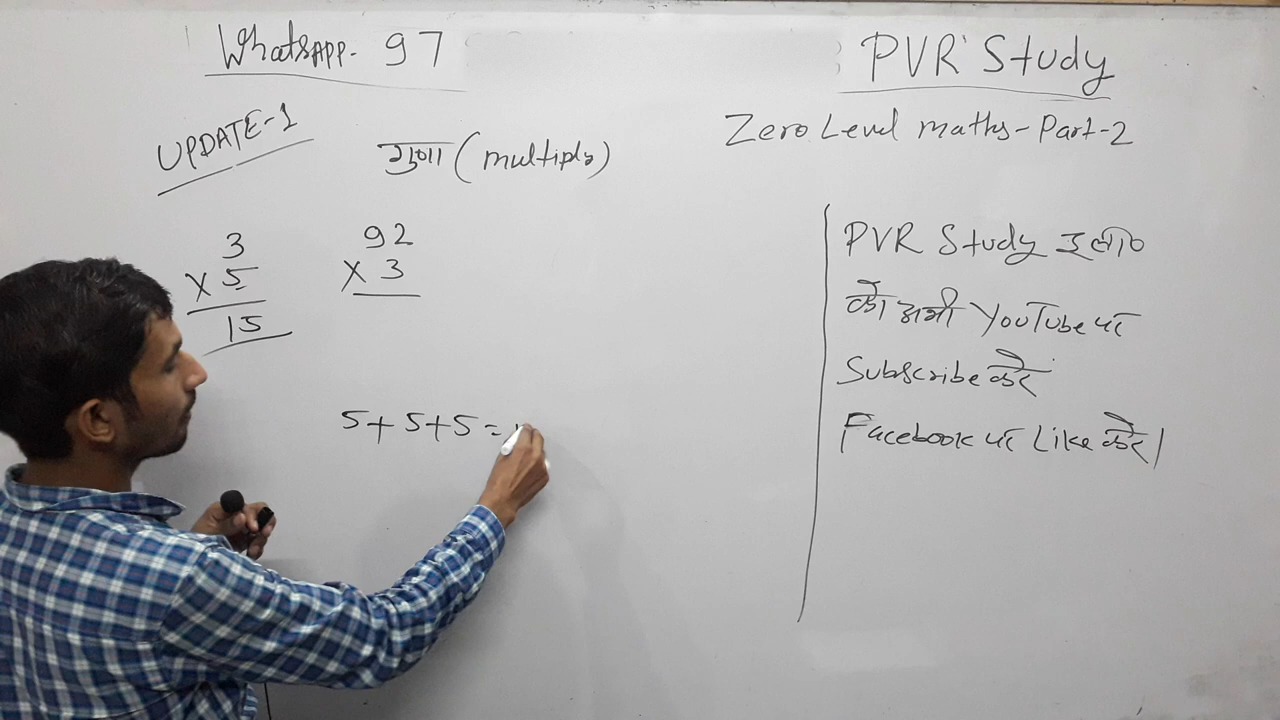 WhatsAPP- 97
PVR Study
UPDATE-1
Zero Level maths-Part-2
गुणा (multiply)
3
x 5
15
92
x 3
5+5+5=
PVR Study
को अभी YouTube पर
Subscribe करें
Facebook पर Like करें।